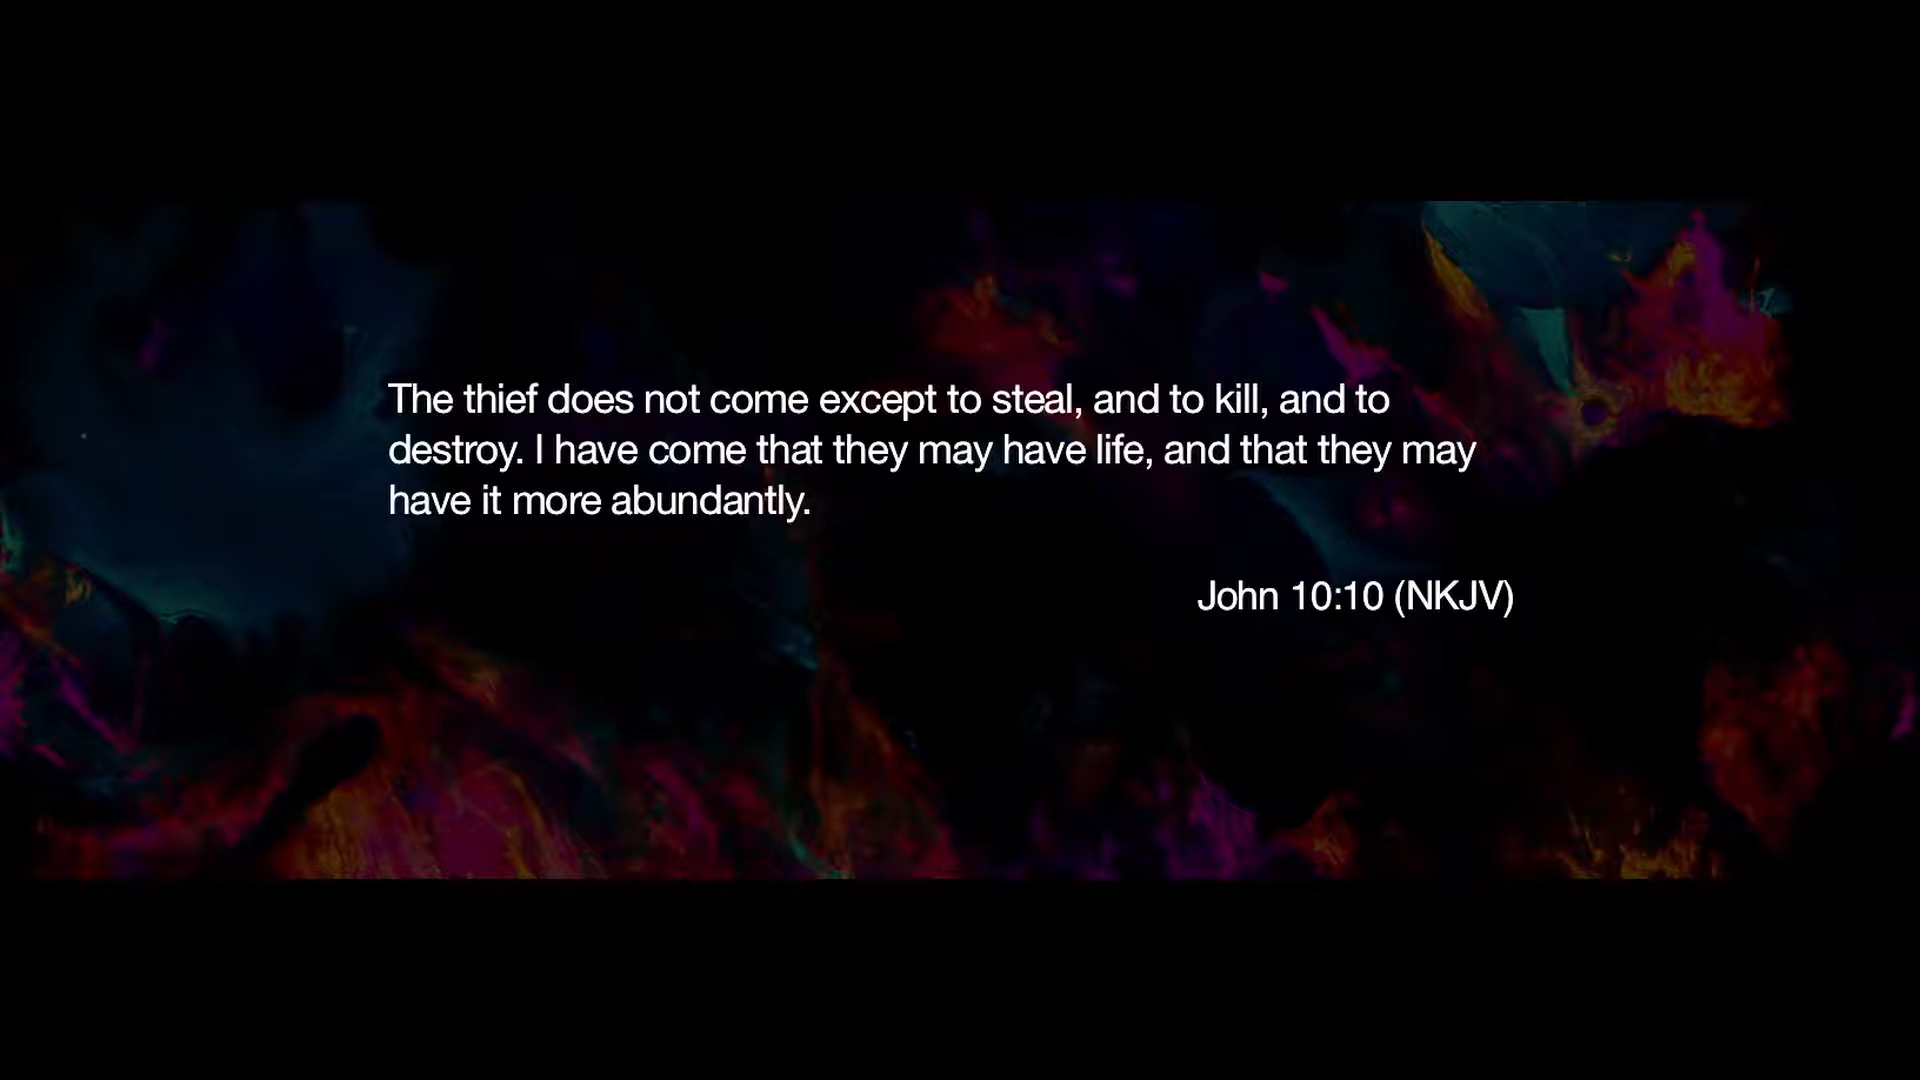 The thief does not come except to steal, and to kill, and to
destroy. I have come that they may have life, and that they may
have it more abundantly.
John 10:10 (NKJV)